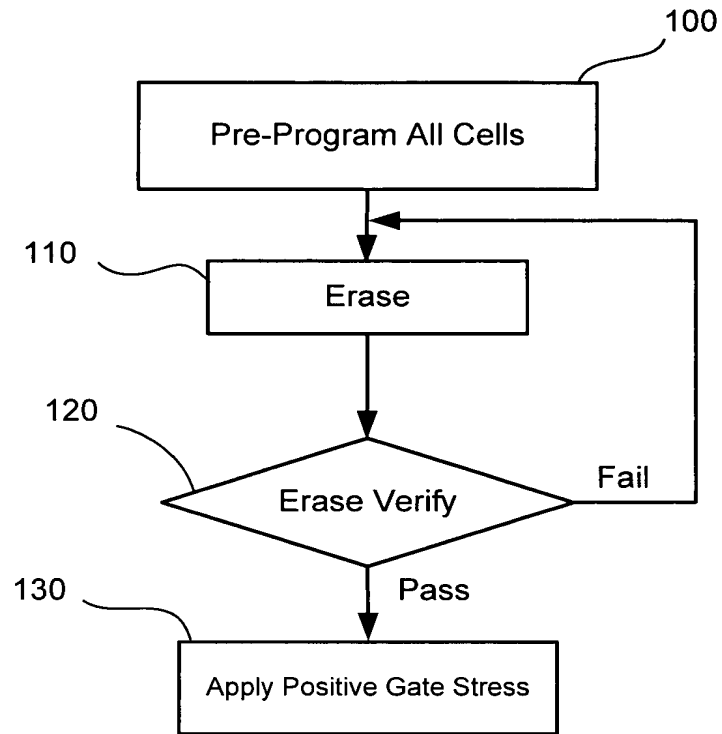 100
Pre-Program All Cells
110
Erase
120
Erase Verify
Fail
Pass
130
Apply Positive Gate Stress